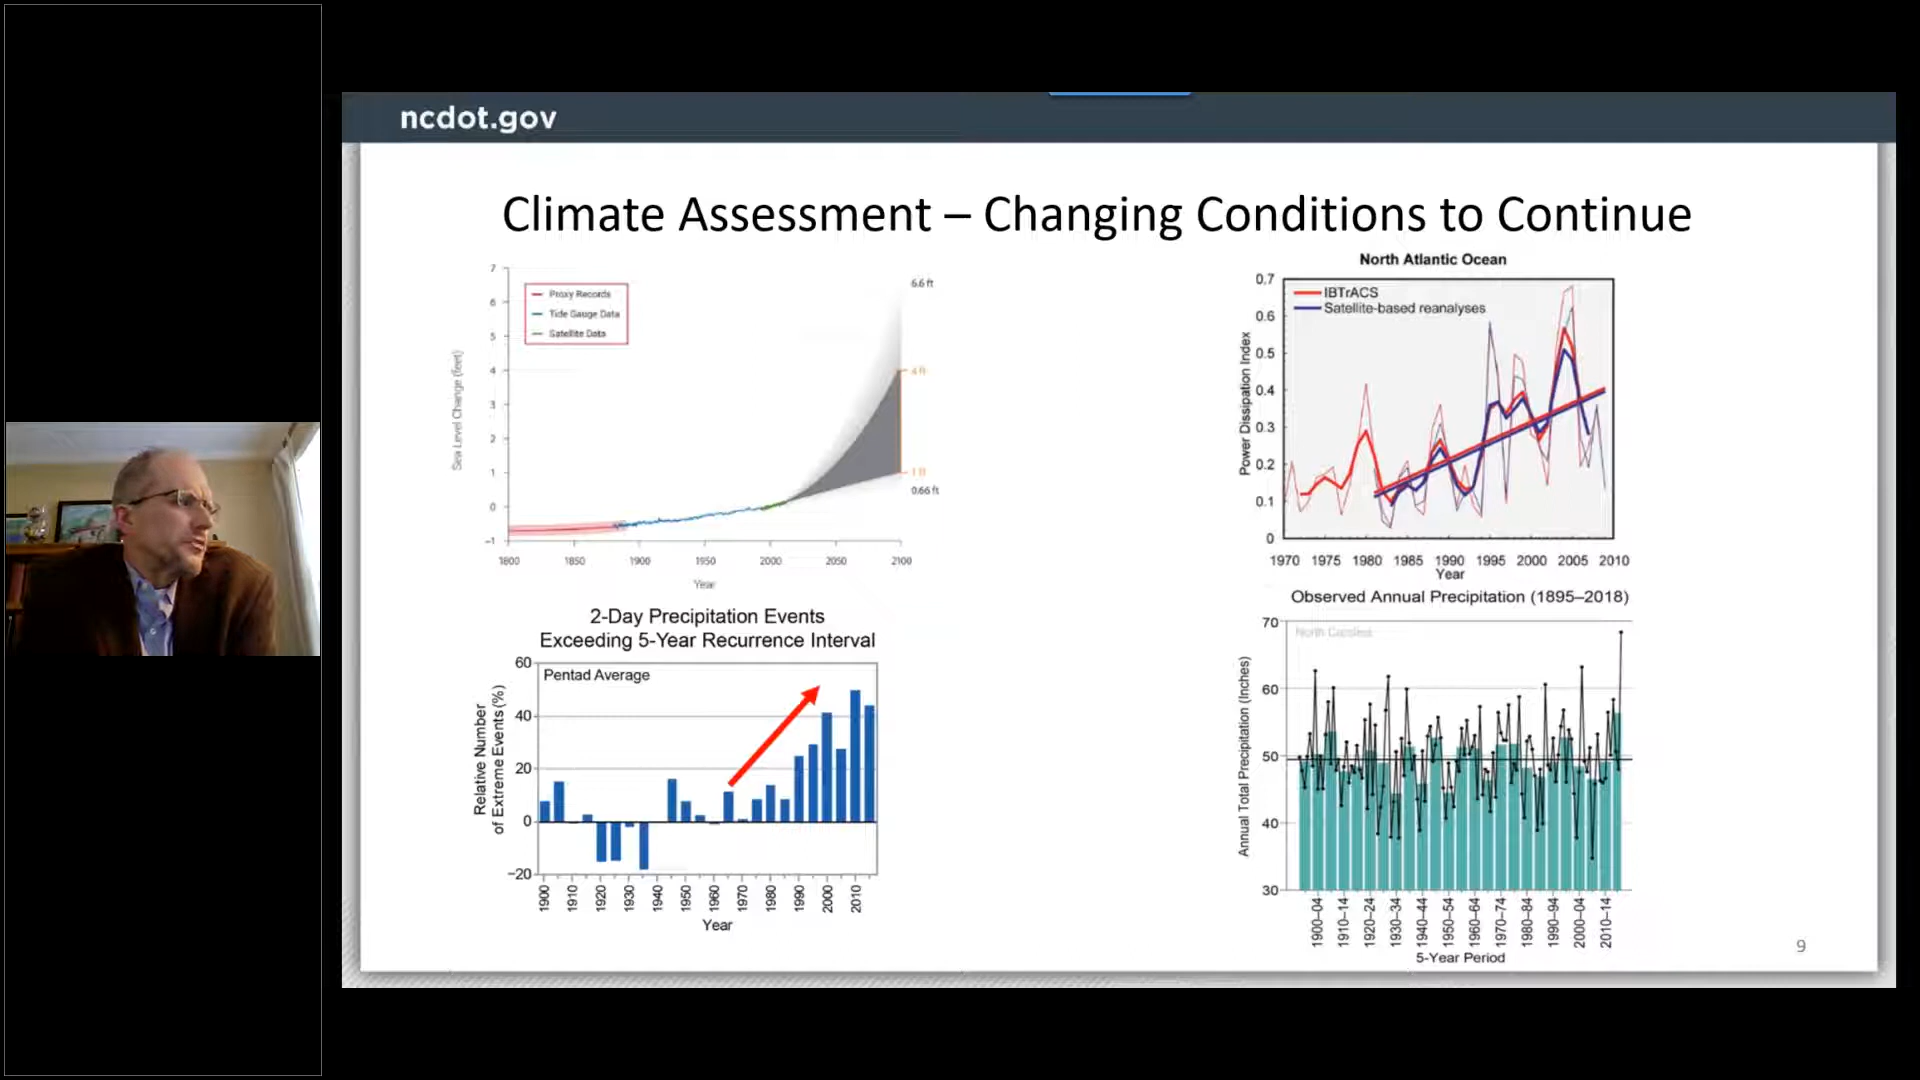 ncdot.gov
Climate Assessment – Changing Conditions to Continue
7
6
5
4
3
2
1
0
−1
Sea Level Change (feet)
Proxy Records
Tide Gauge Data
Satellite Data
6.6 ft
4 ft
1 ft
0.66 ft
1800 1850 1900 1950 2000 2050 2100
Year
North Atlantic Ocean
IBTrACS
Satellite-based reanalyses
Power Dissipation Index
0.7
0.6
0.5
0.4
0.3
0.2
0.1
0
1970 1975 1980 1985 1990 1995 2000 2005 2010
Year
2-Day Precipitation Events
Exceeding 5-Year Recurrence Interval
Pentad Average
Relative Number
of Extreme Events (%)
60
40
20
0
−20
1900 1910 1920 1930 1940 1950 1960 1970 1980 1990 2000 2010
Year
Observed Annual Precipitation (1895–2018)
North Carolina
Annual Total Precipitation (Inches)
70
60
50
40
30
1900–04 1910–14 1920–24 1930–34 1940–44 1950–54 1960–64 1970–74 1980–84 1990–94 2000–04 2010–14
5-Year Period
9